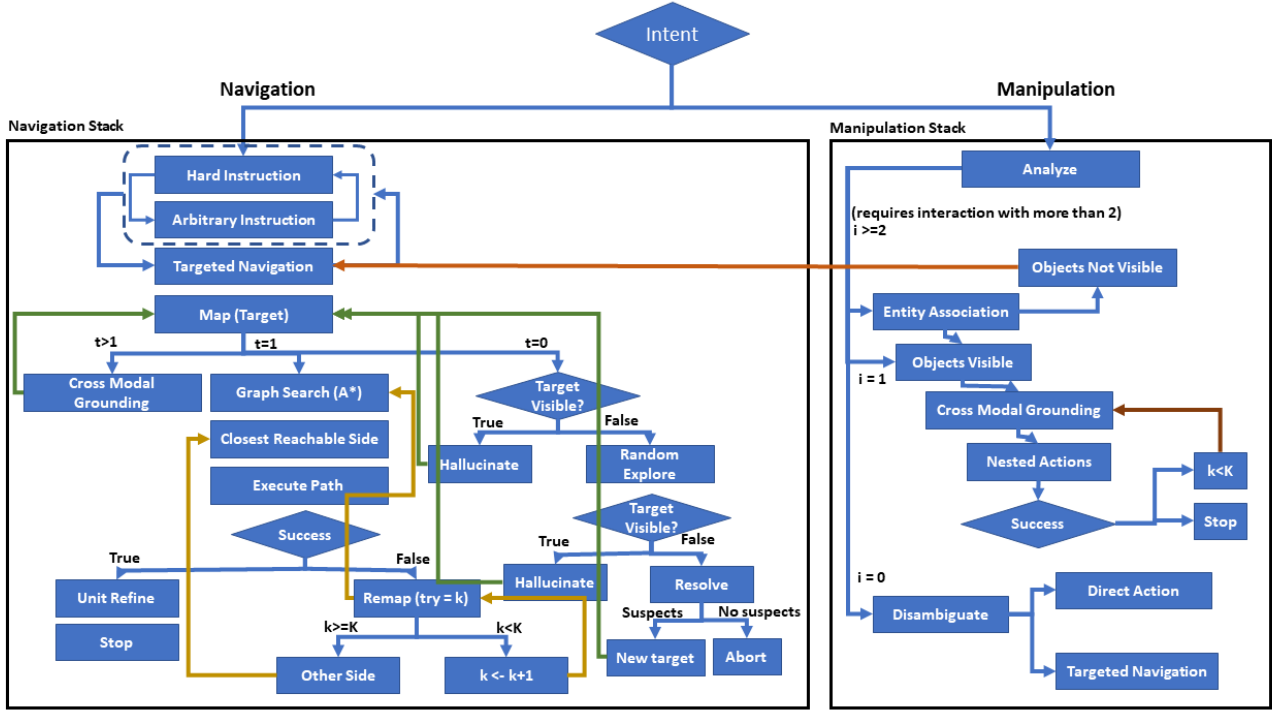 Intent
Navigation
Manipulation
Navigation Stack
Manipulation Stack
Hard Instruction
Arbitrary Instruction
Targeted Navigation
Map (Target)
t>1
t=1
t=0
Cross Modal
Grounding
Graph Search (A*)
Target
Visible?
Closest Reachable Side
True
False
Hallucinate
Random
Explore
Execute Path
Target
Visible?
Success
True
False
True
False
Unit Refine
Remap (try = k)
Hallucinate
Resolve
Suspects
No suspects
Stop
k>=K
k<K
New target
Abort
Other Side
k <- k+1
Analyze
(requires interaction with more than 2)
i >=2
Objects Not Visible
Entity Association
Objects Visible
i = 1
Cross Modal Grounding
Nested Actions
k<K
Success
Stop
i = 0
Direct Action
Disambiguate
Targeted Navigation